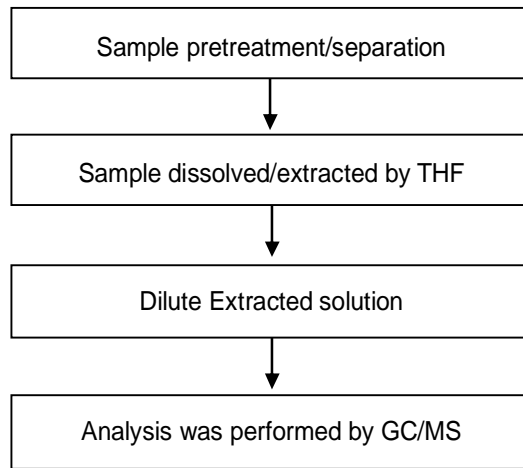 Sample pretreatment/separation
Sample dissolved/extracted by THF
Dilute Extracted solution
Analysis was performed by GC/MS